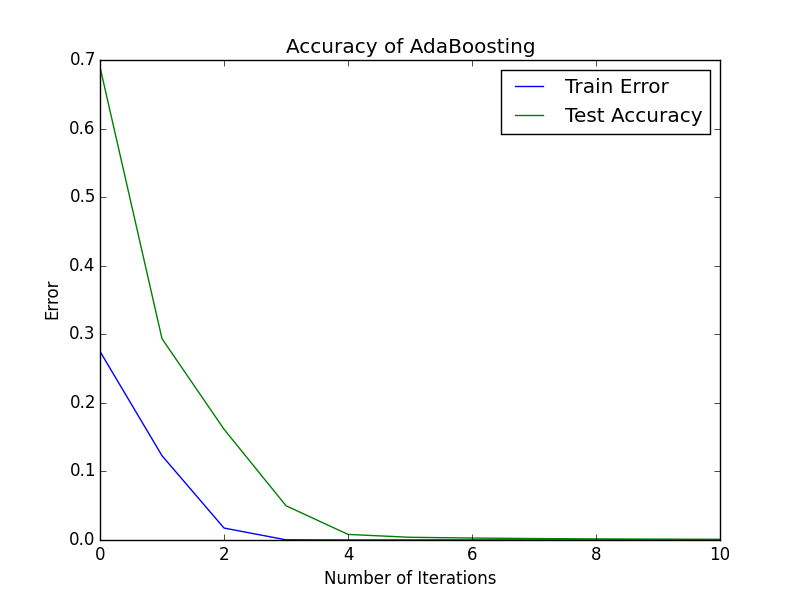 Accuracy of AdaBoosting
0.7
0.6
0.5
0.4
0.3
0.2
0.1
0.0
Error
Train Error
Test Accuracy
0 2 4 6 8 10
Number of Iterations